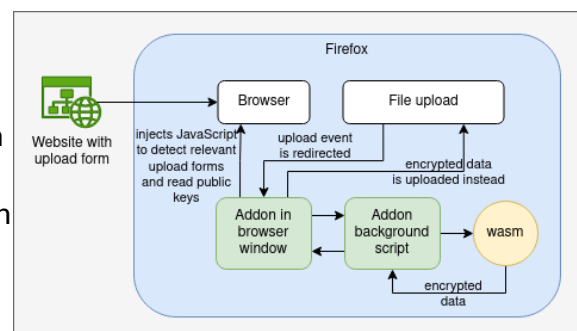 Firefox
Browser
File upload
Website with
upload form
injects JavaScript
to detect relevant
upload forms
and read public
keys
upload event
is redirected
encrypted data
is uploaded instead
Addon in
browser
window
Addon
background
script
wasm
encrypted
data